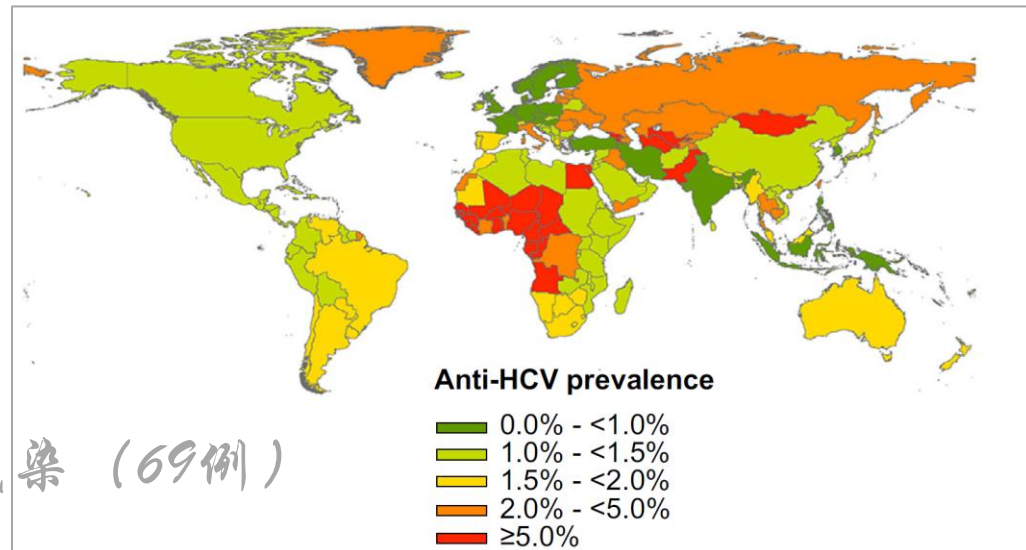 Anti-HCV prevalence
0.0% - <1.0%
1.0% - <1.5%
1.5% - <2.0%
2.0% - <5.0%
≥5.0%
染（69例）